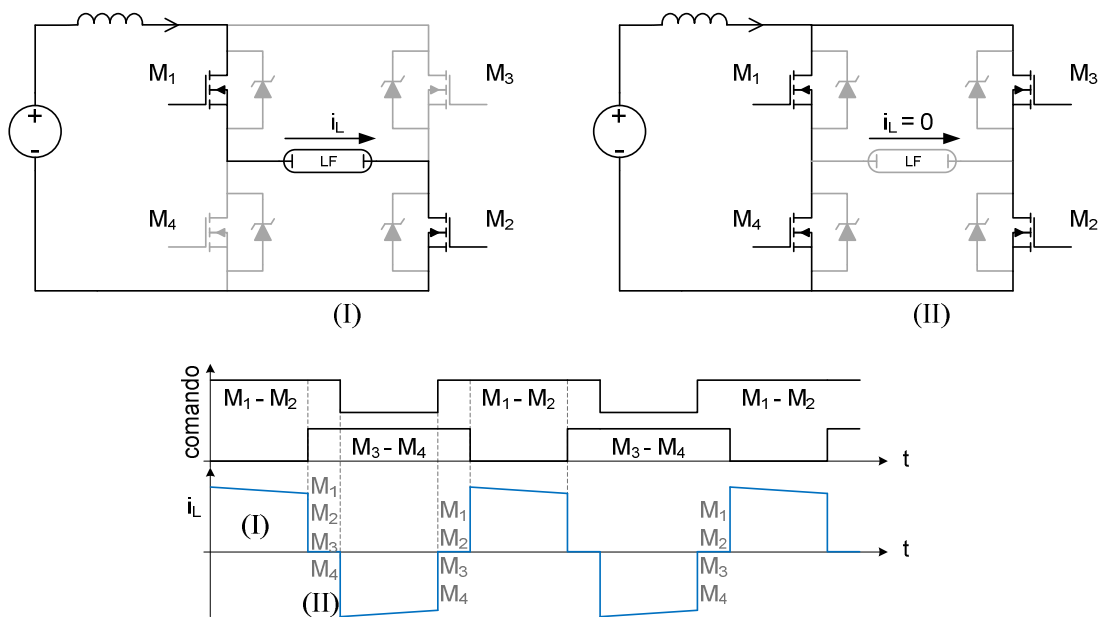 +
-
M1
M3
iL
LF
M4
M2
(I)
+
-
M1
M3
iL = 0
LF
M4
M2
(II)
comando
M1 - M2
M1 - M2
M1 - M2
M3 - M4
M3 - M4
t
iL
(I)
M1
M2
M3
M4
(II)
M1
M2
M3
M4
M1
M2
M3
M4
t